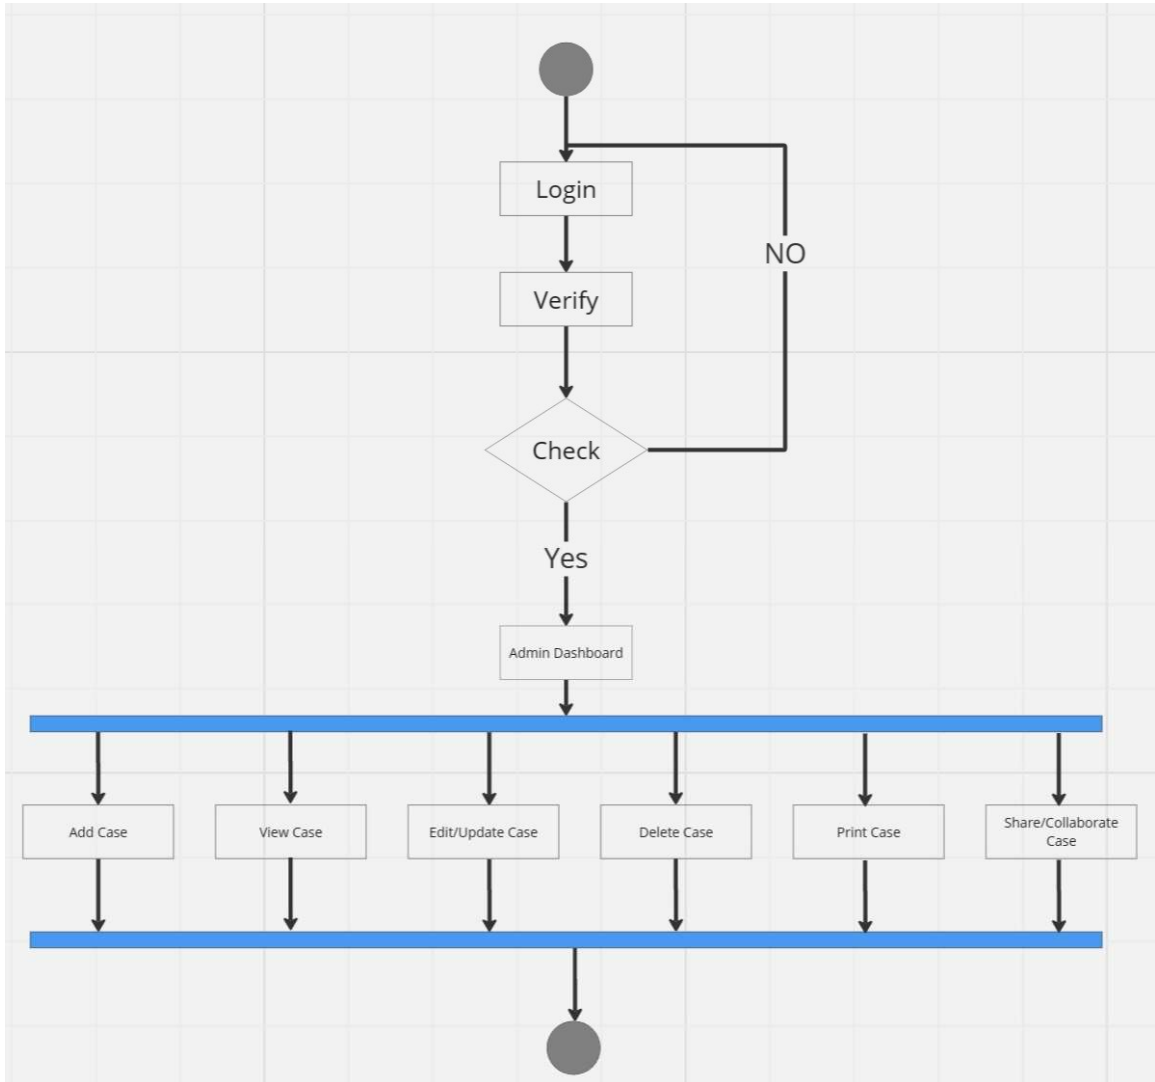 Login
NO
Verify
Check
Yes
Admin Dashboard
Add Case
View Case
Edit/Update Case
Delete Case
Print Case
Share/Collaborate
Case